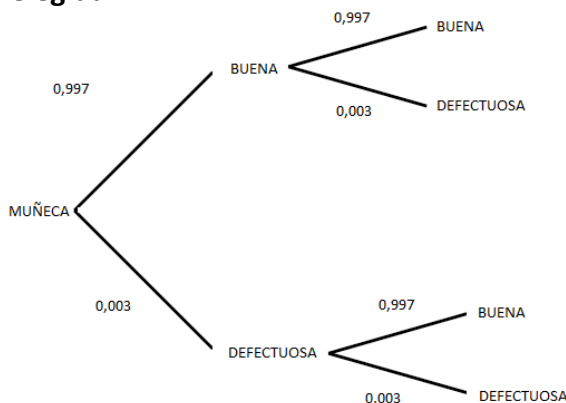 0,997
BUENA
0,997
BUENA
0,003
DEFECTUOSA
MUÑECA
0,003
0,997
BUENA
DEFECTUOSA
0,003
DEFECTUOSA